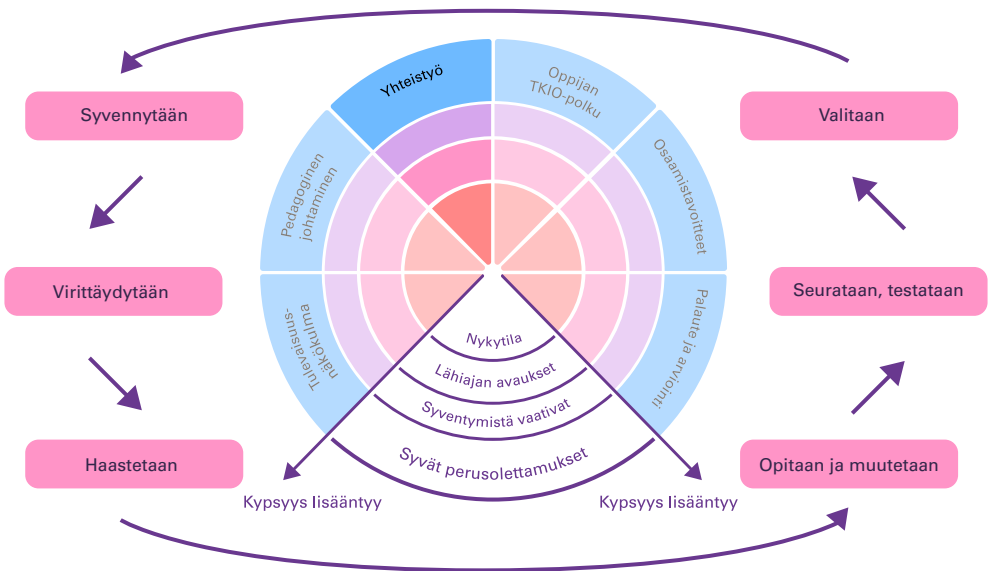 Yhteistyö
Oppijan
TKIO-polku
Syvennytään
Valitaan
Pedagoginen
johtaminen
Osaamistavoitteet
Virittäydytään
Seurataan, testataan
Tulevaisuus-
näkökulma
Palaute ja arviointi
Nykytila
Lähiajan avaukset
Syventymistä vaativat
Syvät perusolettamukset
Haastetaan
Opitaan ja muutetaan
Kypsyys lisääntyy
Kypsyys lisääntyy